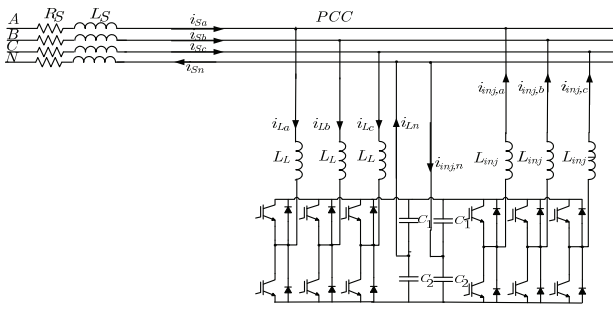 A R_S L_S i_Sa PCC
B i_Sb
C i_Sc
N i_Sn
i_inj,a i_inj,b i_inj,c
i_La i_Lb i_Lc i_Ln
L_L L_L L_L i_inj,n L_inj L_inj L_inj
C_1 C_1
C_2 C_2